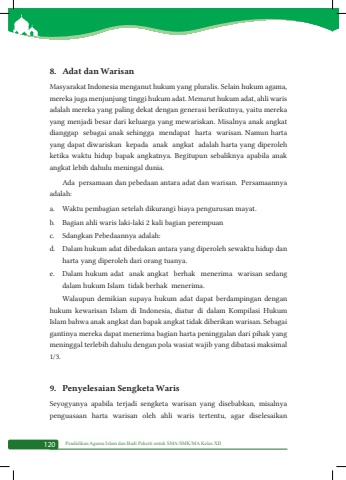 8. Adat dan Warisan
Masyarakat Indonesia menganut hukum yang pluralis. Selain hukum agama,
mereka juga menjunjung tinggi hukum adat. Menurut hukum adat, ahli waris
adalah mereka yang paling dekat dengan generasi berikutnya, yaitu mereka
yang menjadi besar dari keluarga yang mewariskan. Misalnya anak angkat
dianggap sebagai anak sehingga mendapat harta warisan. Namun harta
yang dapat diwariskan kepada anak angkat adalah harta yang diperoleh
ketika waktu hidup bapak angkatnya. Begitupun sebaliknya apabila anak
angkat lebih dahulu meningal dunia.
Ada persamaan dan pebedaan antara adat dan warisan. Persamaannya
adalah:
a. Waktu pembagian setelah dikurangi biaya pengurusan mayat.
b. Bagian ahli waris laki-laki 2 kali bagian perempuan
c. Sdangkan Pebedaannya adalah:
d. Dalam hukum adat dibedakan antara yang diperoleh sewaktu hidup dan
harta yang diperoleh dari orang tuanya.
e. Dalam hukum adat anak angkat berhak menerima warisan sedang
dalam hukum Islam tidak berhak menerima.
Walaupun demikian supaya hukum adat dapat berdampingan dengan
hukum kewarisan Islam di Indonesia, diatur di dalam Kompilasi Hukum
Islam bahwa anak angkat dan bapak angkat tidak diberikan warisan. Sebagai
gantinya mereka dapat menerima bagian harta peninggalan dari pihak yang
meninggal terlebih dahulu dengan pola wasiat wajib yang dibatasi maksimal
1/3.
9. Penyelesaian Sengketa Waris
Seyogyanya apabila terjadi sengketa warisan yang disebabkan, misalnya
penguasaan harta warisan oleh ahli waris tertentu, agar diselesaikan
120 Pendidikan Agama Islam dan Budi Pekerti untuk SMA/SMK/MA Kelas XII